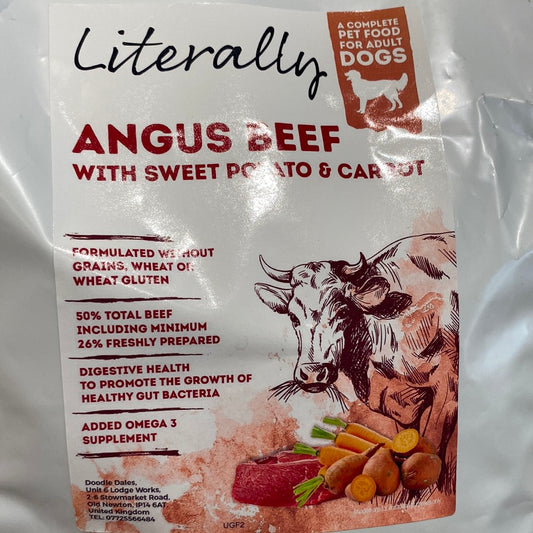 Literally
A COMPLETE
PET FOOD
FOR ADULT
DOGS
ANGUS BEEF
WITH SWEET POTATO & CARROT
FORMULATED WITHOUT
GRAINS, WHEAT OR
WHEAT GLUTEN
50% TOTAL BEEF
INCLUDING MINIMUM
26% FRESHLY PREPARED
DIGESTIVE HEALTH
TO PROMOTE THE GROWTH OF
HEALTHY GUT BACTERIA
ADDED OMEGA 3
SUPPLEMENT
Doodle Dales,
Unit 6 Lodge Works,
2-6 Stowmarket Road,
Old Newton, IP14 6AT
United Kingdom
TEL: 07725566484
UGF2